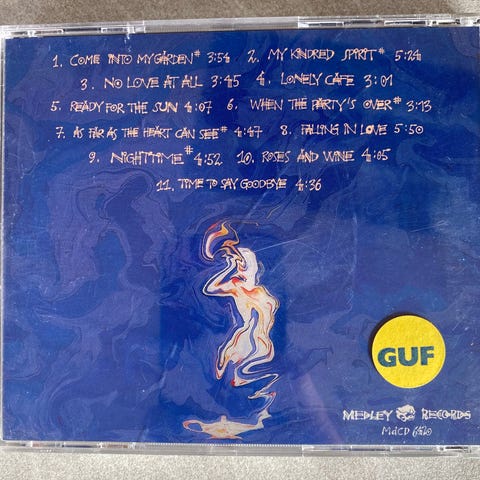 1. COME INTO MY GARDEN# 3:54 2. MY KINDRED SPIRIT# 5:24
3. NO LOVE AT ALL 3:45 4. LONELY CAFE 3:01
5. READY FOR THE SUN 4:07 6. WHEN THE PARTY'S OVER# 3:13
7. AS FAR AS THE HEART CAN SEE# 4:47 8. FALLING IN LOVE 5:50
9. NIGHTTIME# 4:52 10. ROSES AND WINE 4:05
11. TIME TO SAY GOODBYE 4:36
GUF
MEDLEY RECORDS
MdCD